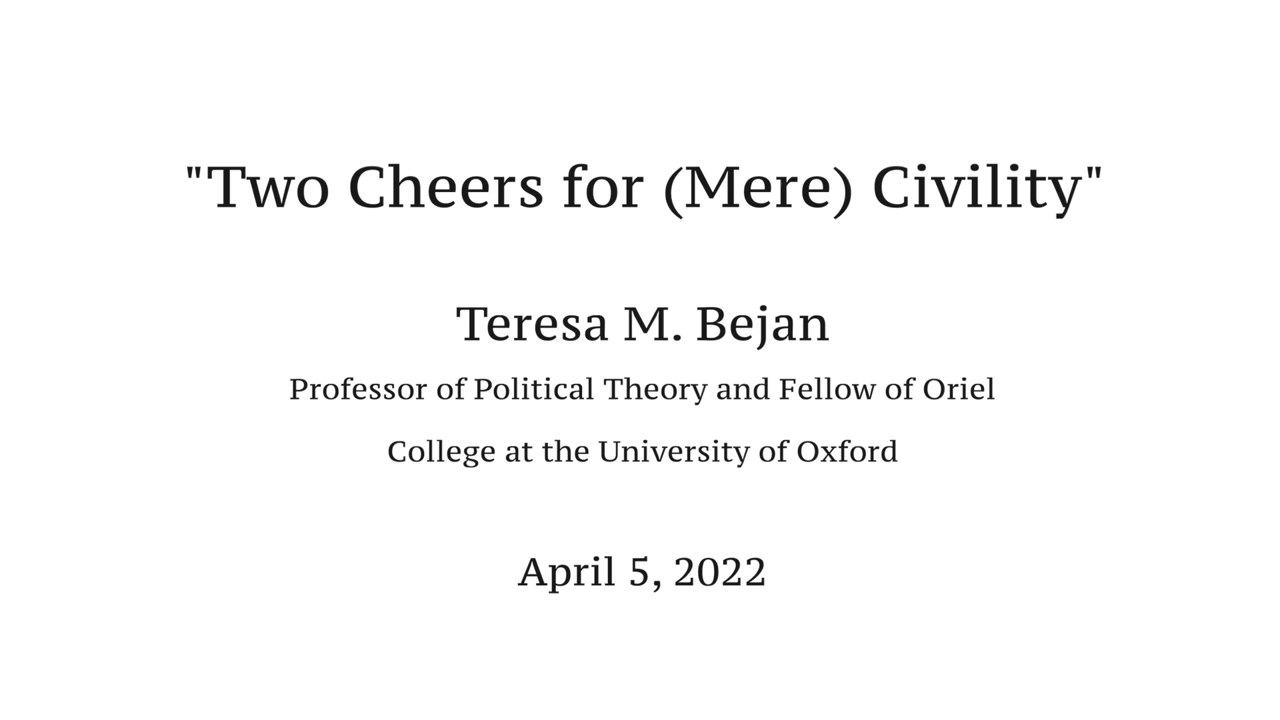 "Two Cheers for (Mere) Civility"
Teresa M. Bejan
Professor of Political Theory and Fellow of Oriel
College at the University of Oxford
April 5, 2022